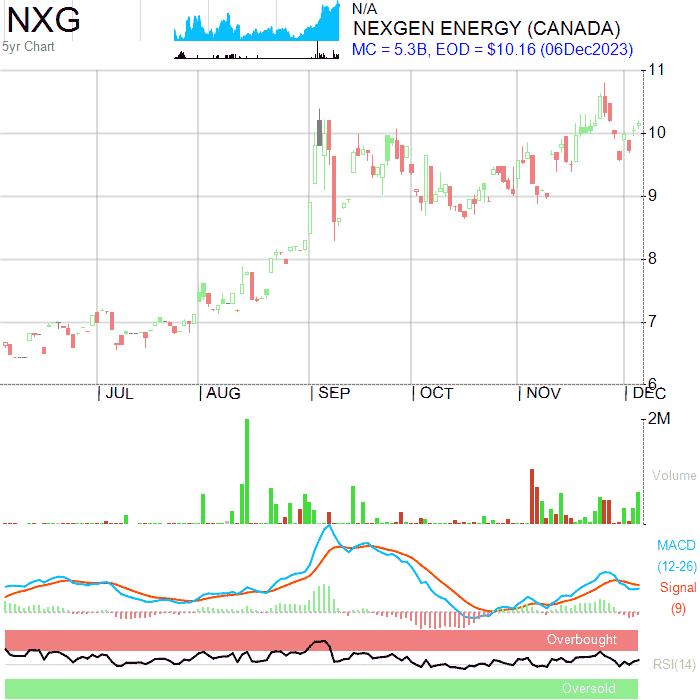 NXG
5yr Chart
N/A
NEXGEN ENERGY (CANADA)
MC = 5.3B, EOD = $10.16 (06Dec2023)
11
10
9
8
7
6
JUL
AUG
SEP
OCT
NOV
DEC
2M
Volume
MACD
(12-26)
Signal
(9)
Overbought
RSI(14)
Oversold